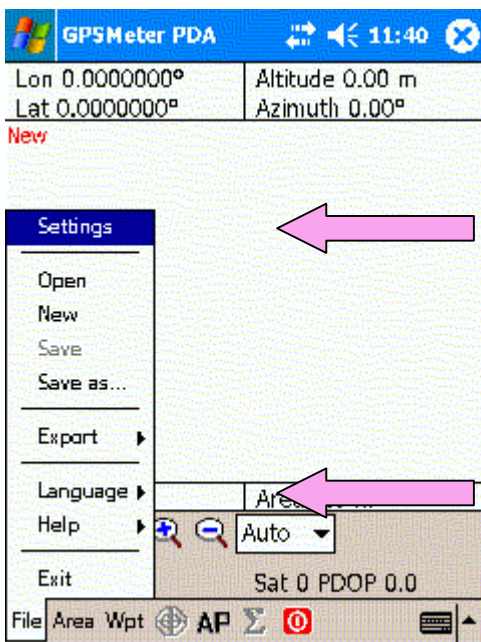 GPSMeter PDA 11:40
Lon 0.0000000° Altitude 0.00 m
Lat 0.0000000° Azimuth 0.00°
New
Settings
Open
New
Save
Save as...
Export
Language
Help
Auto
Exit
Sat 0 PDOP 0.0
File Area Wpt AP Σ